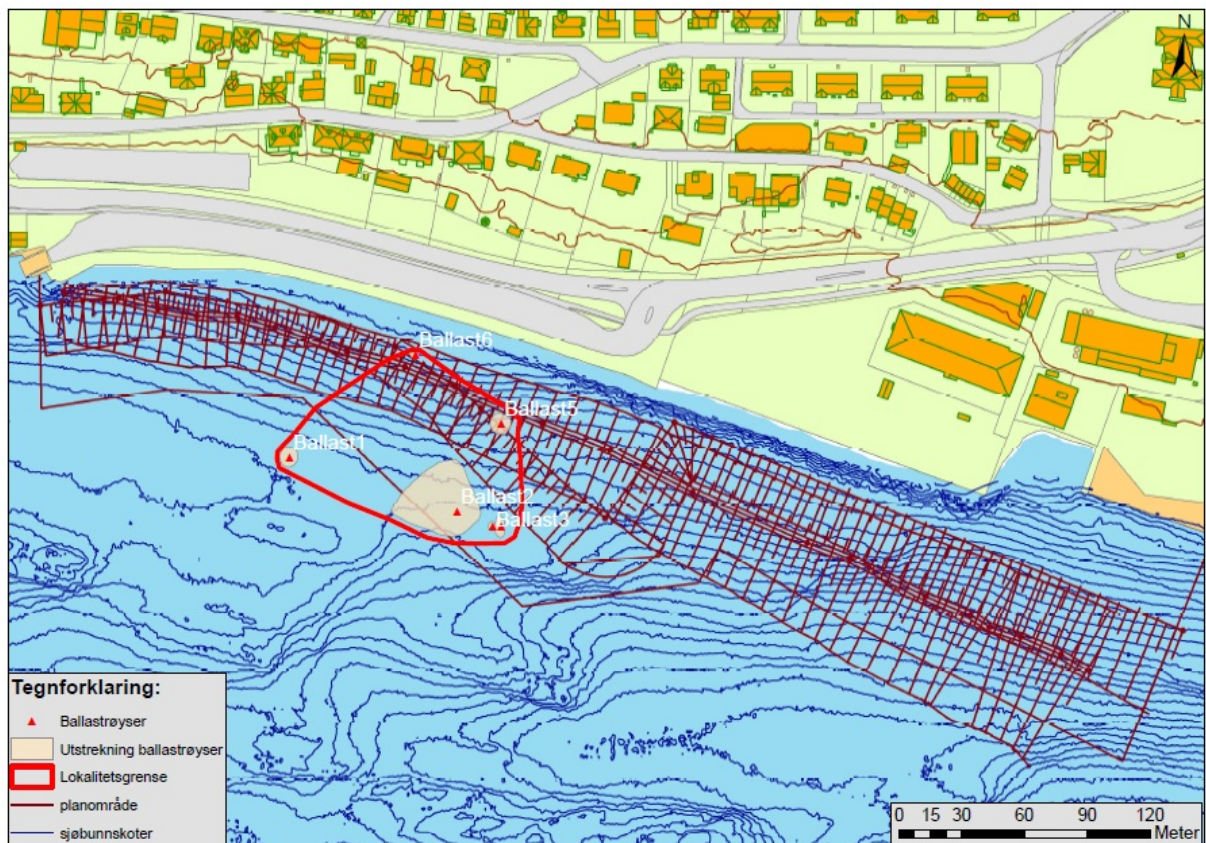 N
Ballast6
Ballast5
Ballast1
Ballast2
Ballast3
Tegnforklaring:
Ballastrøyser
Utstrekning ballastrøyser
Lokalitetsgrense
planområde
sjøbunnskoter
0 15 30 60 90 120
Meter